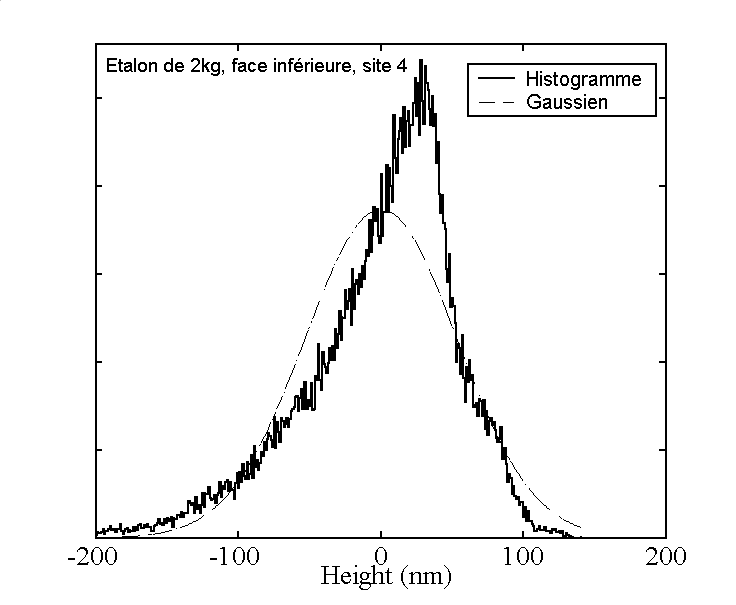 Etalon de 2kg, face inférieure, site 4
Histogramme
Gaussien
-200 -100 0 100 200
Height (nm)